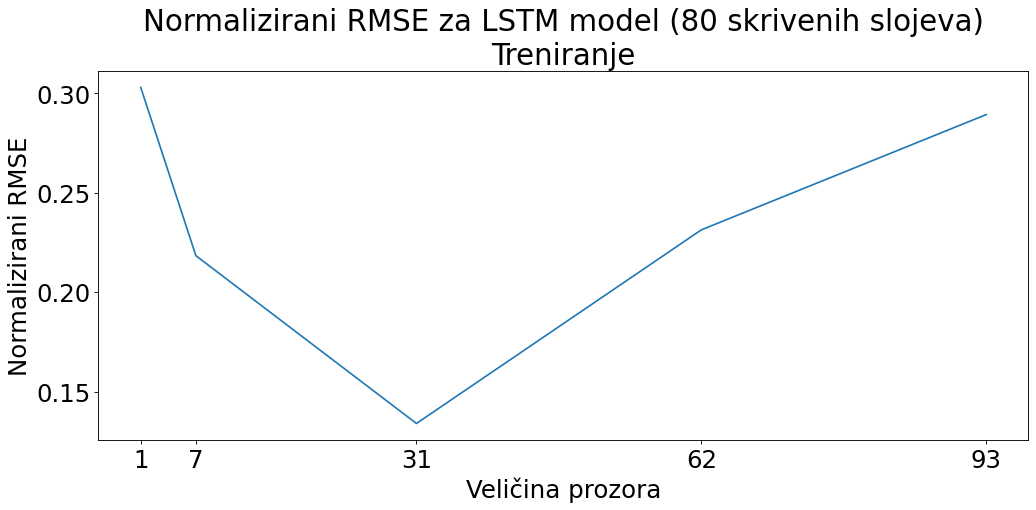 Normalizirani RMSE za LSTM model (80 skrivenih slojeva)
Treniranje
Normalizirani RMSE
0.30
0.25
0.20
0.15
1 7 31 62 93
Veličina prozora